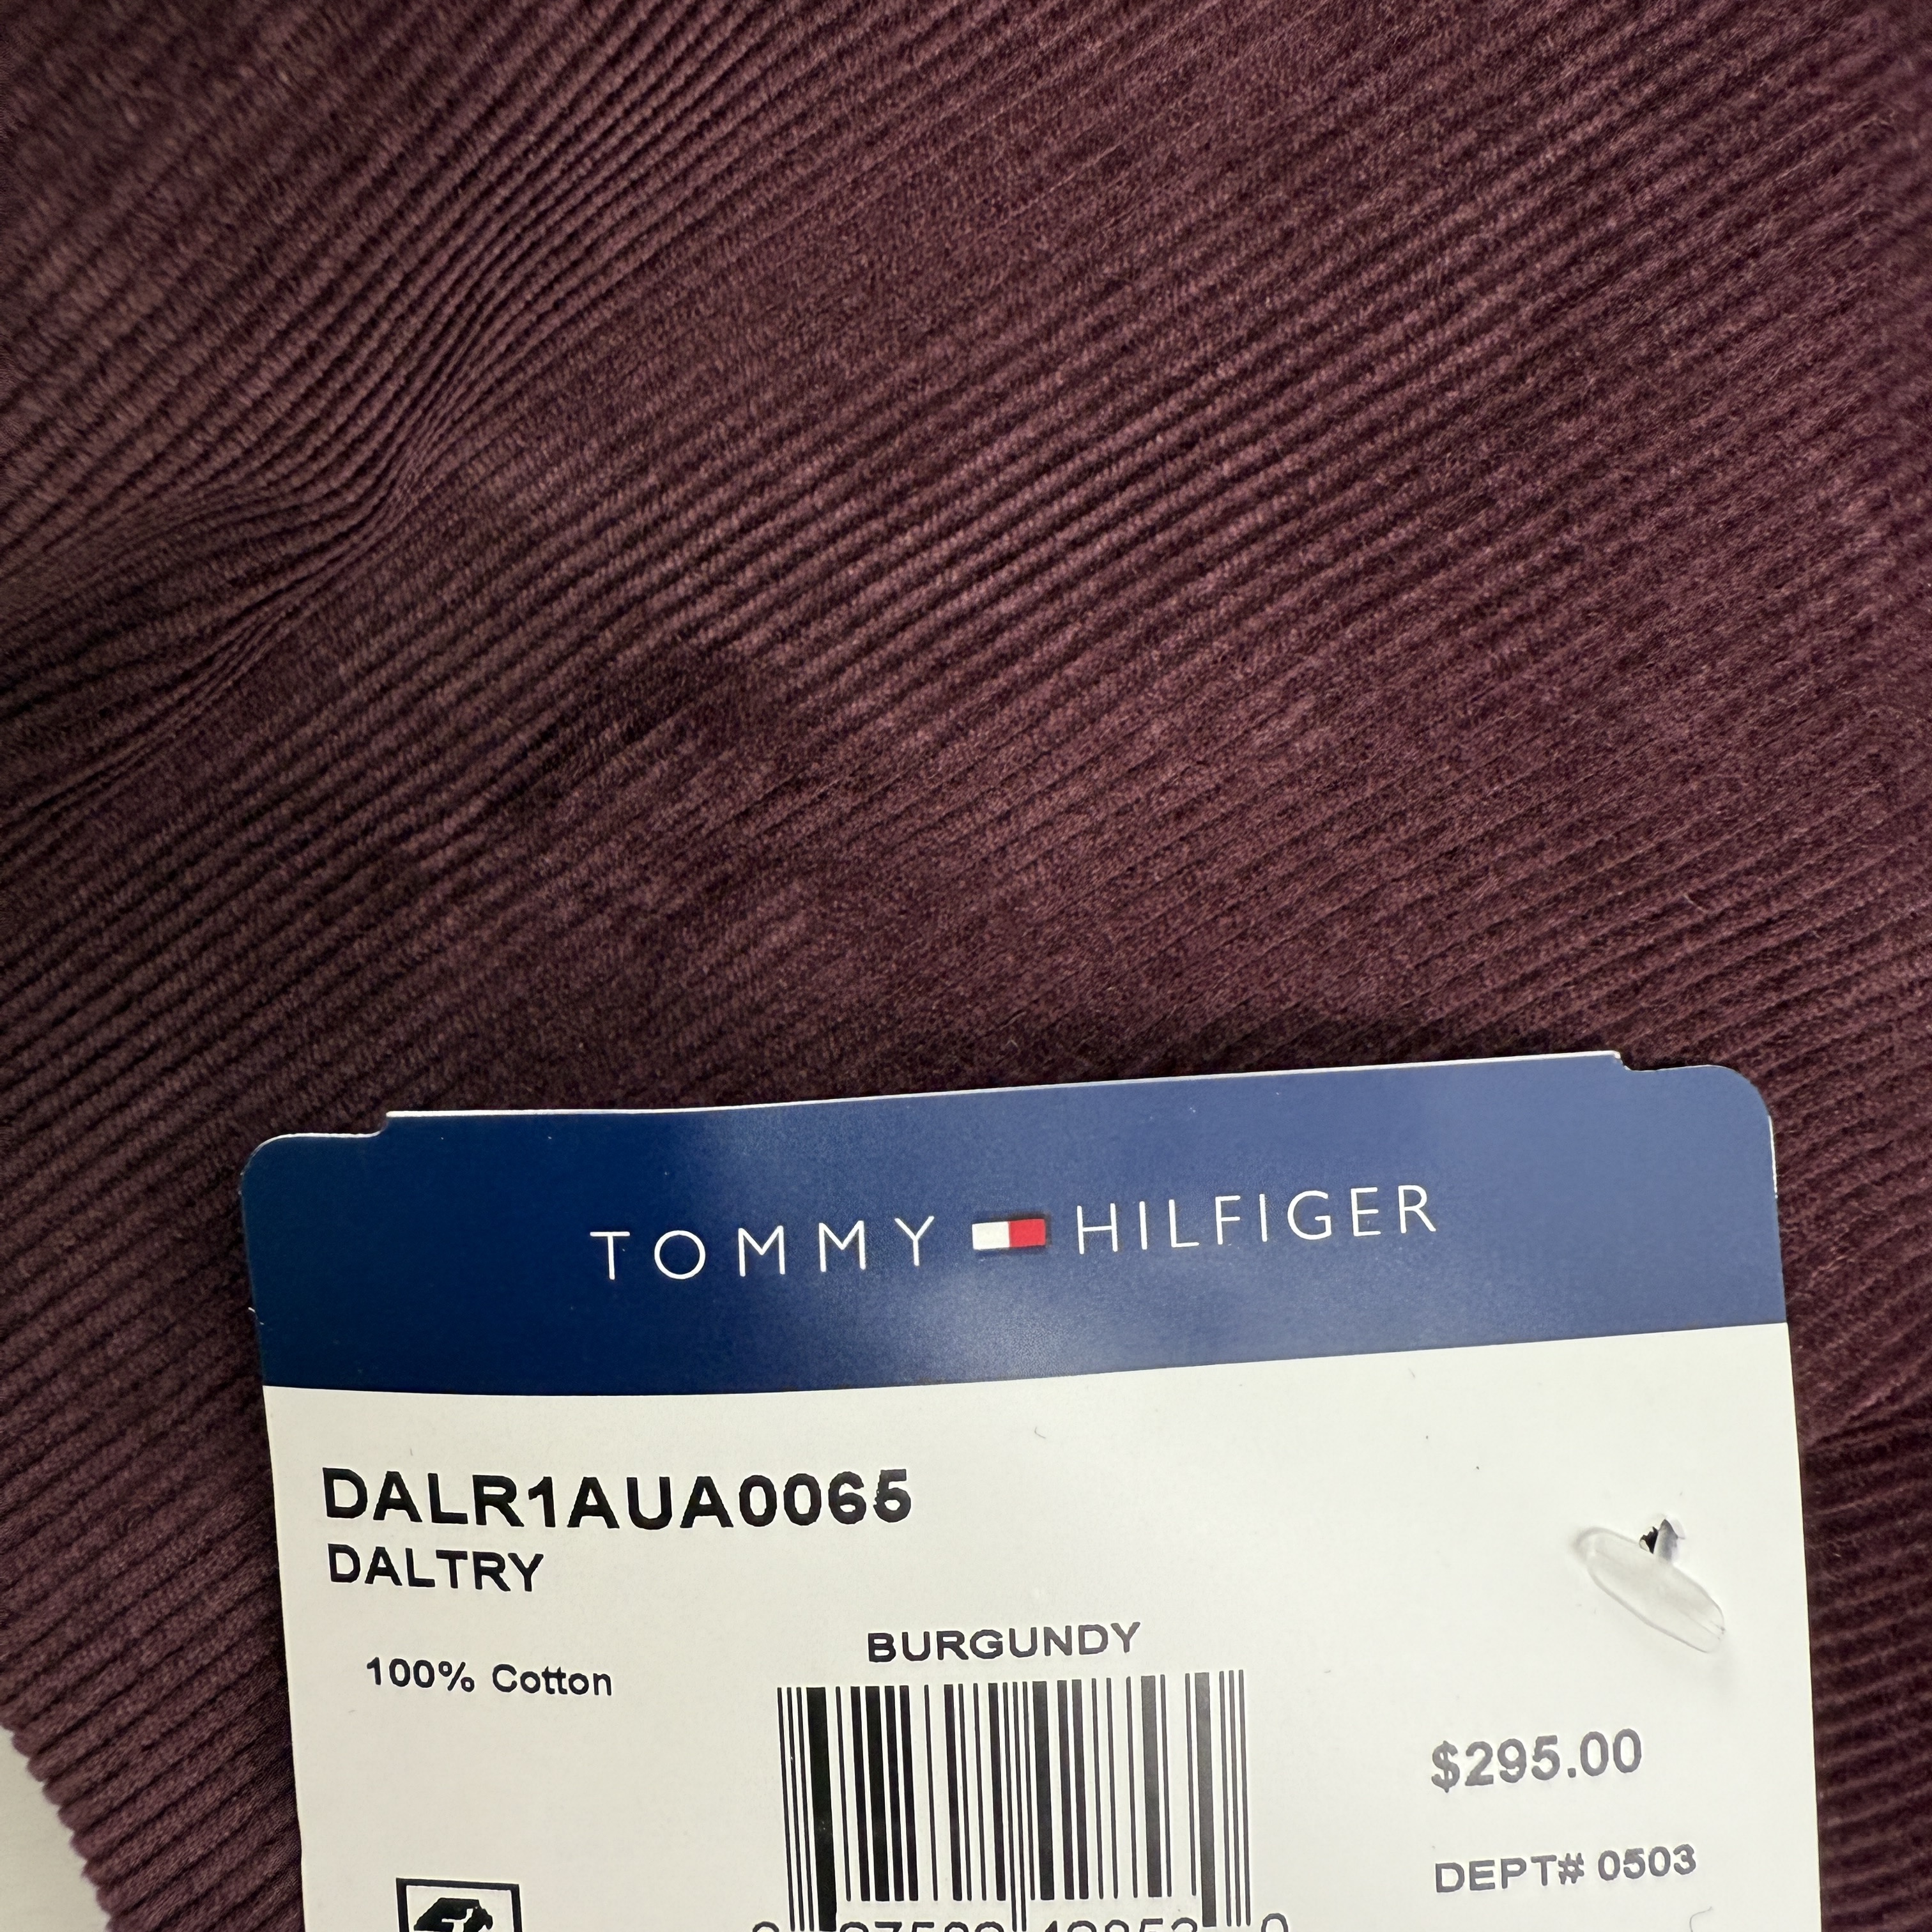 TOMMY HILFIGER
DALR1AUA0065
DALTRY
BURGUNDY
100% Cotton
$295.00
DEPT# 0503